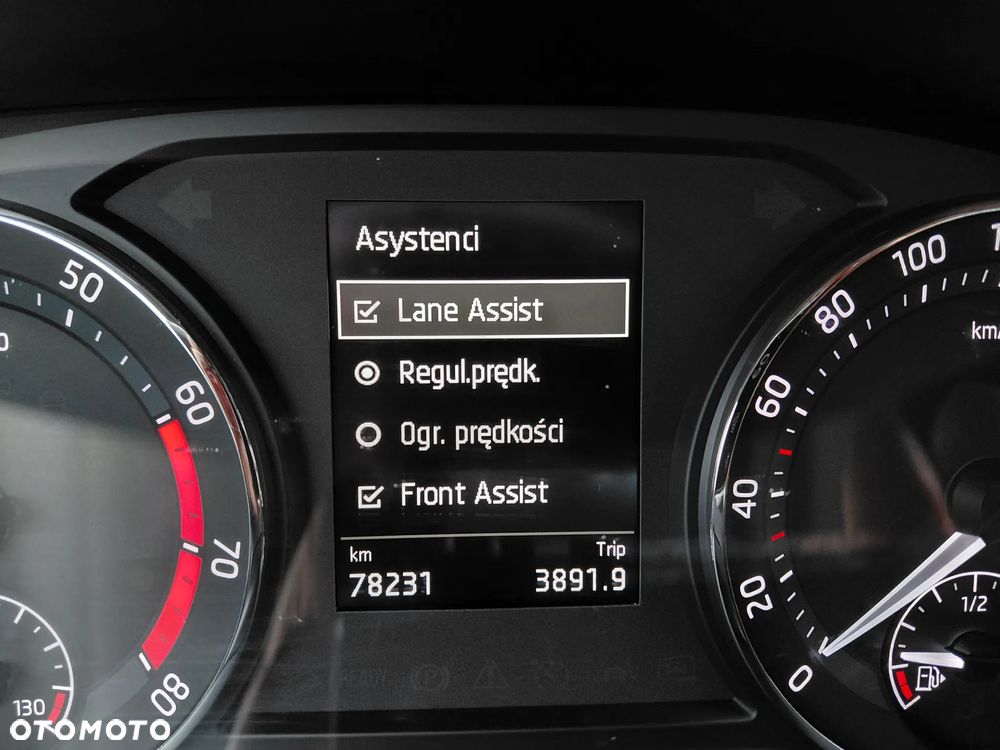 Asystenci
Lane Assist
Regul.prędk.
Ogr. prędkości
Front Assist
km Trip
78231 3891.9
50
60
70
80
130
100
80
60
40
20
0
km/
1/2
READY
OTOMOTO